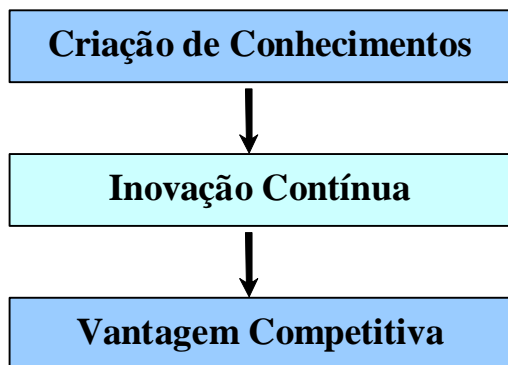 Criação de Conhecimentos
Inovação Contínua
Vantagem Competitiva